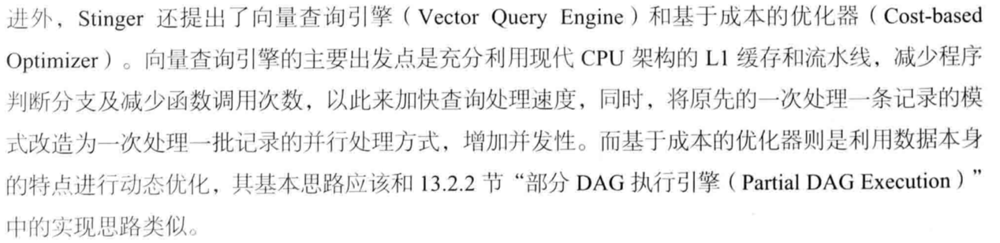 进外，Stinger 还提出了向量查询引擎（Vector Query Engine）和基于成本的优化器（Cost-based
Optimizer）。向量查询引擎的主要出发点是充分利用现代 CPU 架构的 L1 缓存和流水线，减少程序
判断分支及减少函数调用次数，以此来加快查询处理速度，同时，将原先的一次处理一条记录的模
式改造为一次处理一批记录的并行处理方式，增加并发性。而基于成本的优化器则是利用数据本身
的特点进行动态优化，其基本思路应该和 13.2.2 节“部分 DAG 执行引擎（Partial DAG Execution）”
中的实现思路类似。